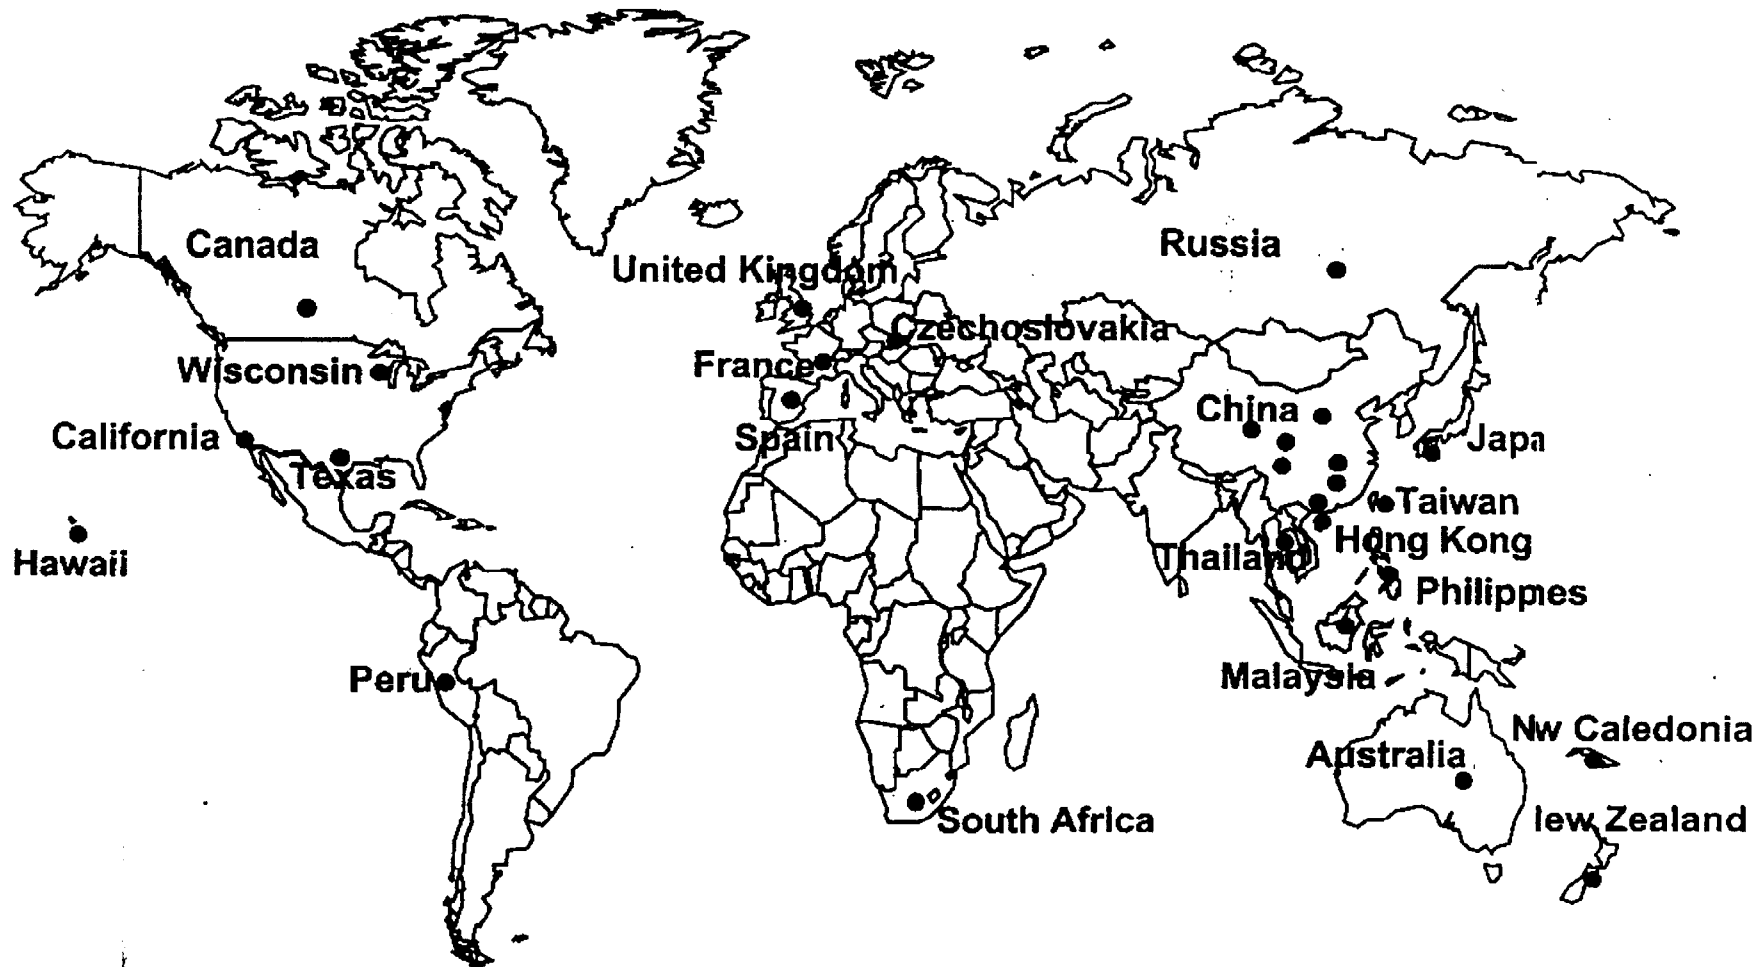 Canada
Russia
United Kingdom
Czechoslovakia
France
Wisconsin
China
California
Spain
Japa
Texas
Taiwan
Hong Kong
Hawaii
Thailand
Philippnes
Peru
Malaysia
Nw Caledonia
Australia
South Africa
lew Zealand